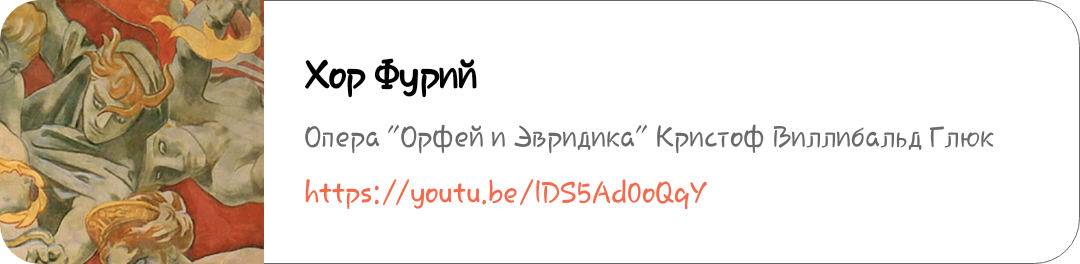 Хор Фурий
Опера "Орфей и Эвридика" Кристоф Виллибальд Глюк
https://youtu.be/lDS5Ad0oQqY